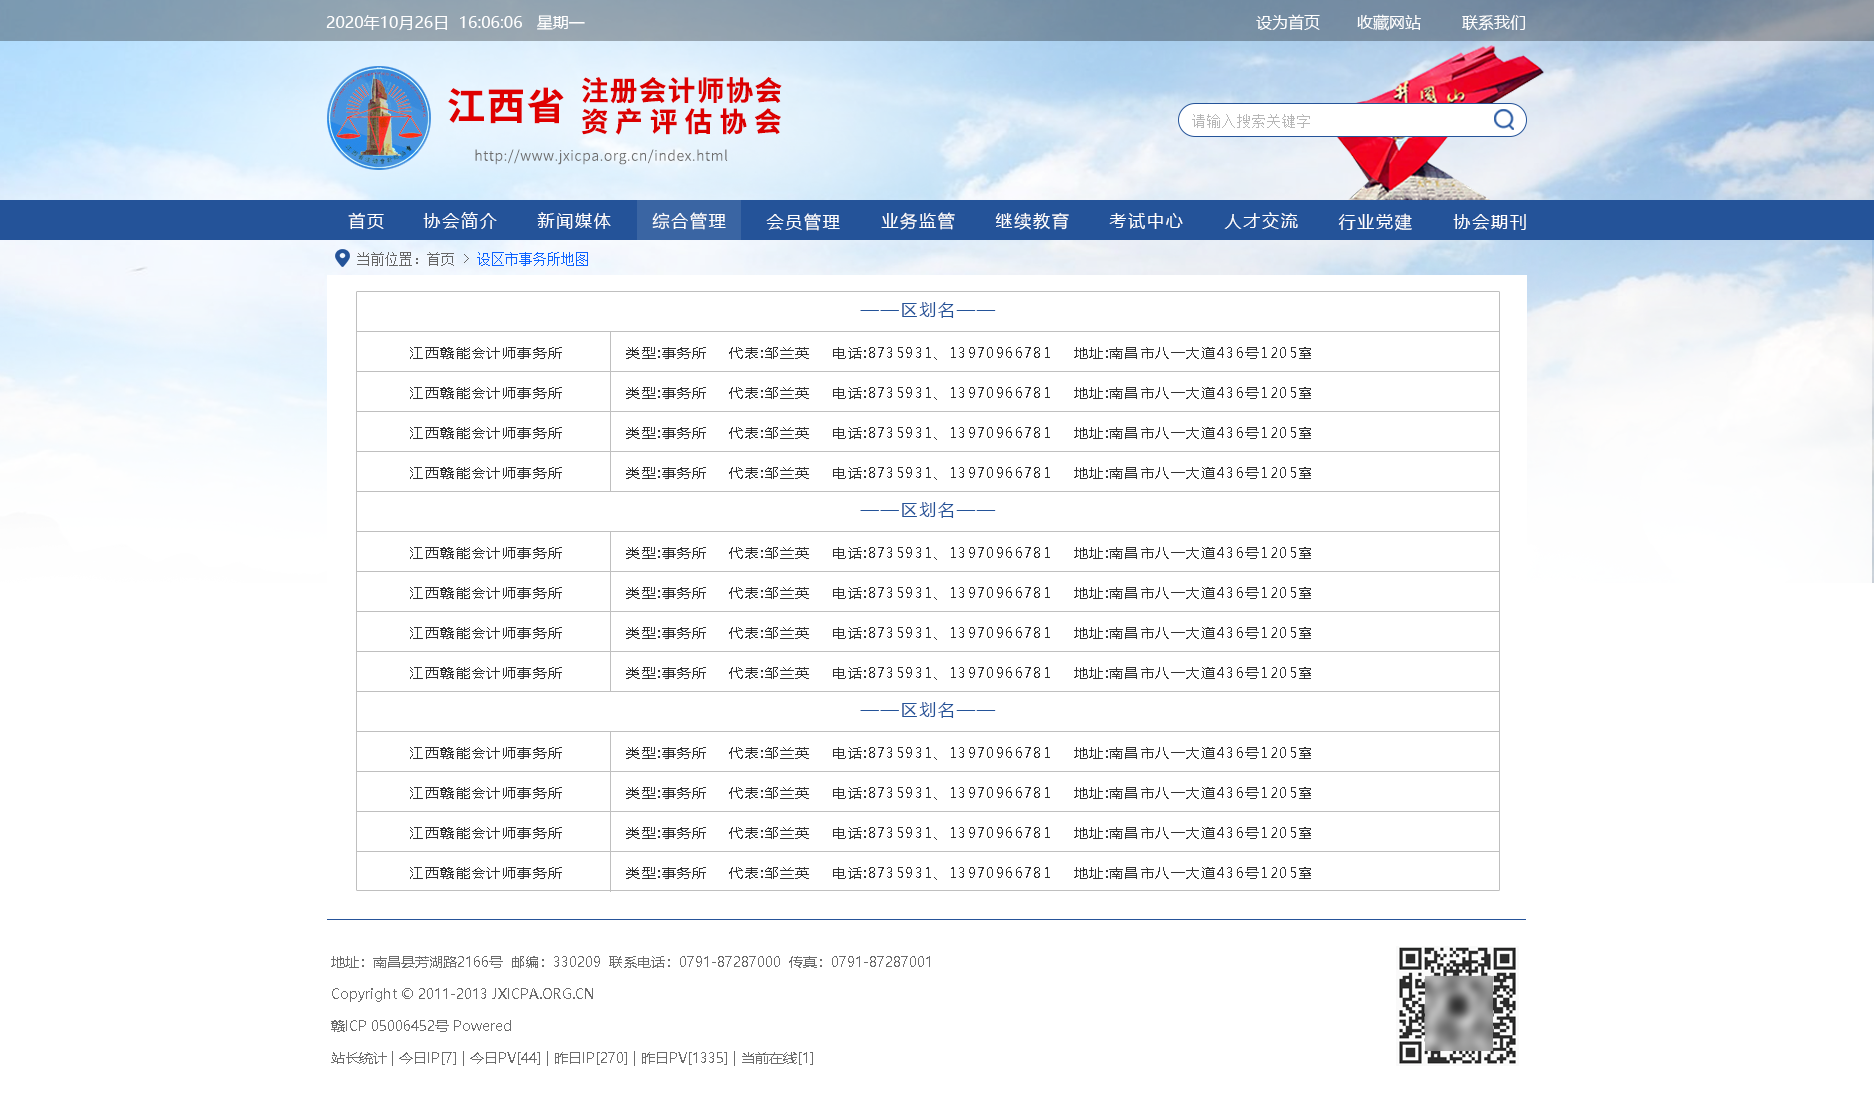 2020年10月26日 16:06:06 星期一 设为首页 收藏网站 联系我们
江西省 注册会计师协会
资产评估协会
http://www.jxicpa.org.cn/index.html
井冈山
请输入搜索关键字
首页 协会简介 新闻媒体 综合管理 会员管理 业务监管 继续教育 考试中心 人才交流 行业党建 协会期刊
当前位置：首页 > 设区市事务所地图
——区划名——
江西赣能会计师事务所 类型:事务所 代表:邹兰英 电话:8735931、13970966781 地址:南昌市八一大道436号1205室
江西赣能会计师事务所 类型:事务所 代表:邹兰英 电话:8735931、13970966781 地址:南昌市八一大道436号1205室
江西赣能会计师事务所 类型:事务所 代表:邹兰英 电话:8735931、13970966781 地址:南昌市八一大道436号1205室
江西赣能会计师事务所 类型:事务所 代表:邹兰英 电话:8735931、13970966781 地址:南昌市八一大道436号1205室
——区划名——
江西赣能会计师事务所 类型:事务所 代表:邹兰英 电话:8735931、13970966781 地址:南昌市八一大道436号1205室
江西赣能会计师事务所 类型:事务所 代表:邹兰英 电话:8735931、13970966781 地址:南昌市八一大道436号1205室
江西赣能会计师事务所 类型:事务所 代表:邹兰英 电话:8735931、13970966781 地址:南昌市八一大道436号1205室
江西赣能会计师事务所 类型:事务所 代表:邹兰英 电话:8735931、13970966781 地址:南昌市八一大道436号1205室
——区划名——
江西赣能会计师事务所 类型:事务所 代表:邹兰英 电话:8735931、13970966781 地址:南昌市八一大道436号1205室
江西赣能会计师事务所 类型:事务所 代表:邹兰英 电话:8735931、13970966781 地址:南昌市八一大道436号1205室
江西赣能会计师事务所 类型:事务所 代表:邹兰英 电话:8735931、13970966781 地址:南昌市八一大道436号1205室
江西赣能会计师事务所 类型:事务所 代表:邹兰英 电话:8735931、13970966781 地址:南昌市八一大道436号1205室
地址：南昌县芳湖路2166号 邮编：330209 联系电话：0791-87287000 传真：0791-87287001
Copyright © 2011-2013 JXICPA.ORG.CN
赣ICP 05006452号 Powered
站长统计 | 今日IP[7] | 今日PV[44] | 昨日IP[270] | 昨日PV[1335] | 当前在线[1]